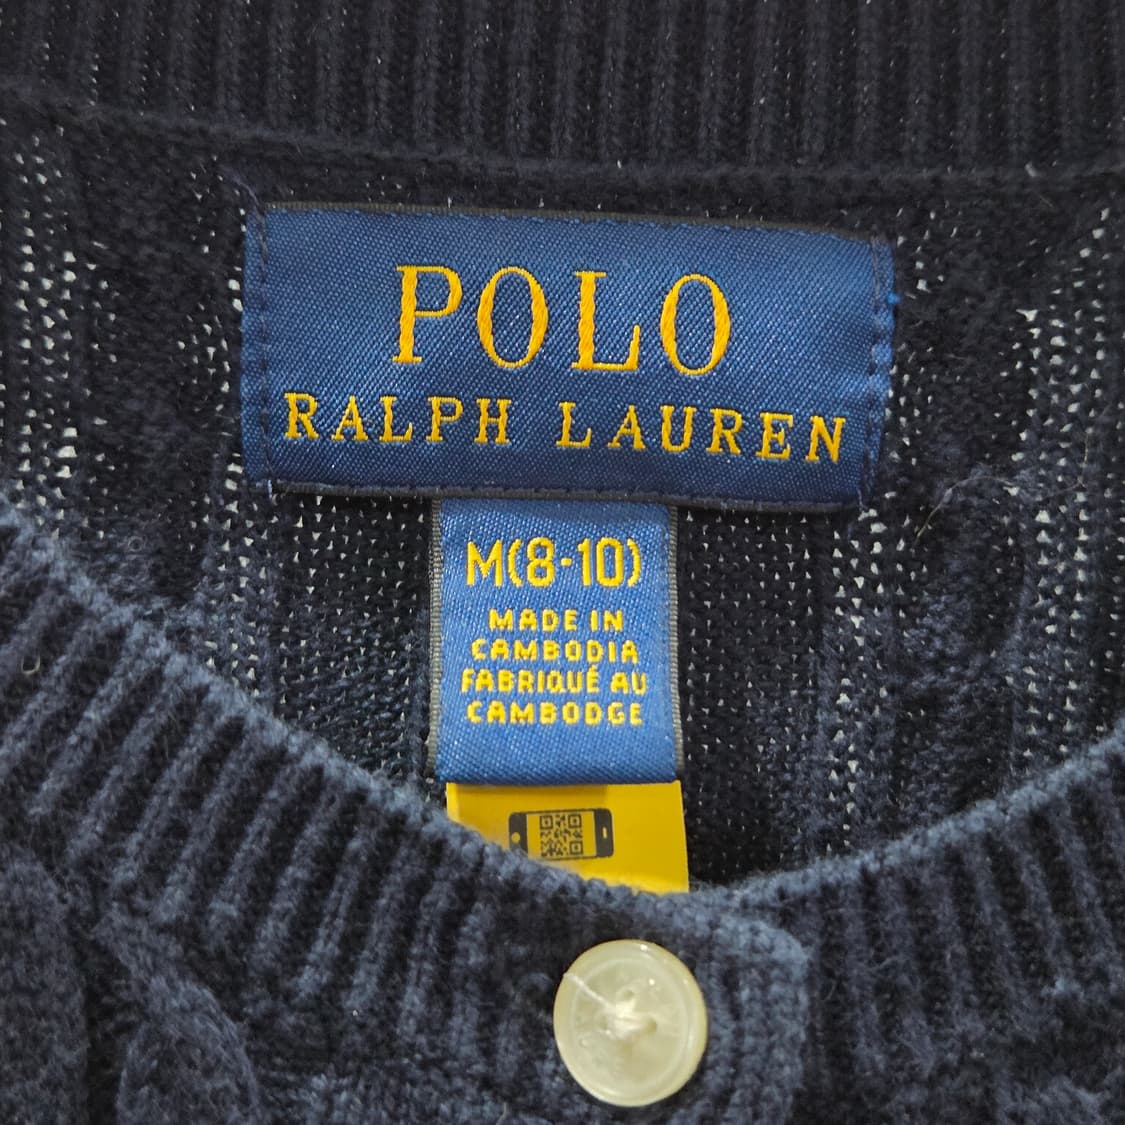 POLO
RALPH LAUREN
M(8-10)
MADE IN
CAMBODIA
FABRIQUÉ AU
CAMBODGE